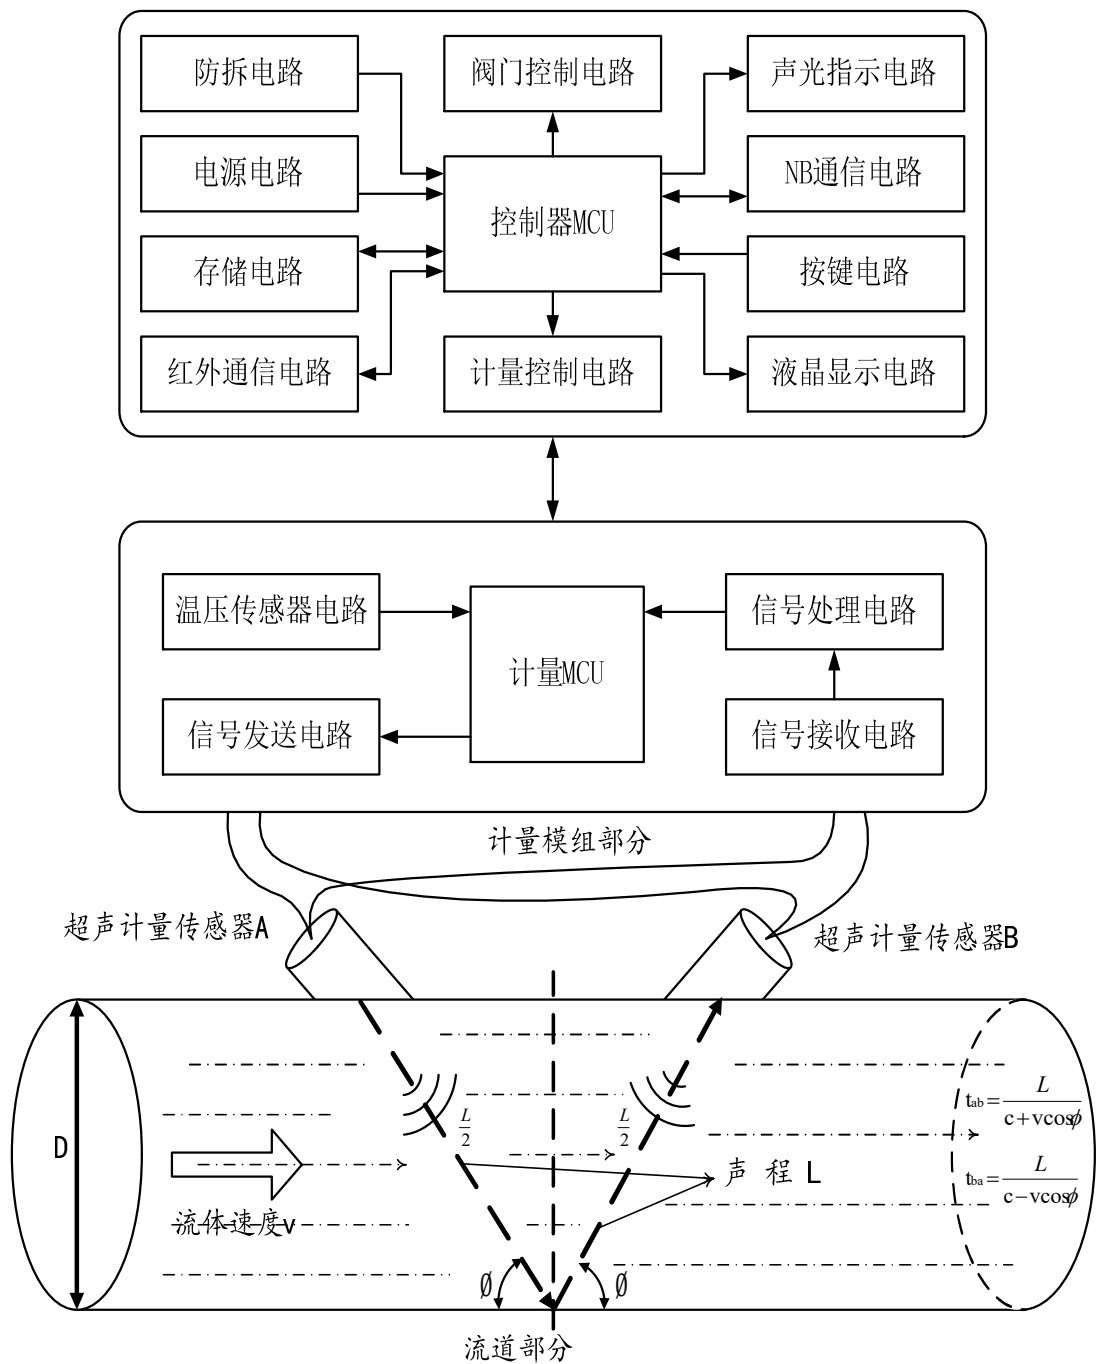 防拆电路
阀门控制电路
声光指示电路
电源电路
NB通信电路
控制器MCU
存储电路
按键电路
红外通信电路
计量控制电路
液晶显示电路
温压传感器电路
信号处理电路
计量MCU
信号发送电路
信号接收电路
计量模组部分
超声计量传感器A
超声计量传感器B
L/2
L/2
t_ab=L/(c+vcosϕ)
D
声 程 L
t_ba=L/(c−vcosϕ)
流体速度v
Ø
Ø
流道部分